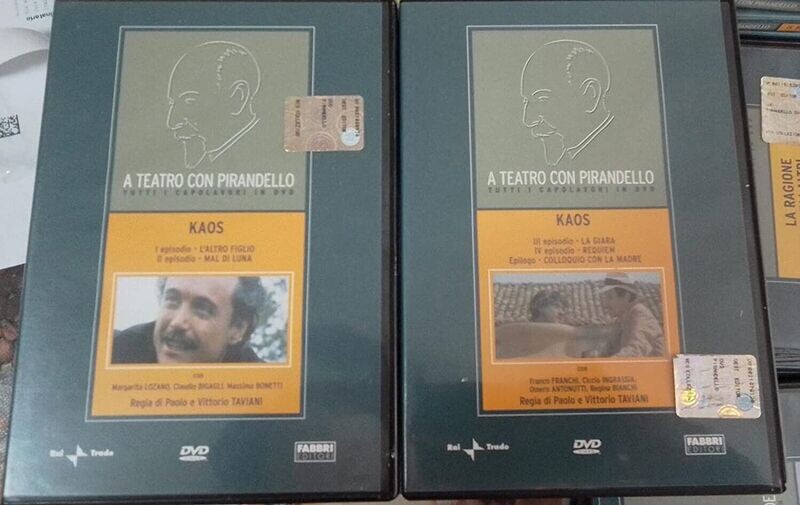 A TEATRO CON PIRANDELLO
TUTTI I CAPOLAVORI IN DVD
KAOS
I episodio - L'ALTRO FIGLIO
II episodio - MAL DI LUNA
con
Margarita LOZANO, Claudio BIGAGLI, Massimo BONETTI
Regia di Paolo e Vittorio TAVIANI
Rai Trade
DVD
VIDEO
FABBRI
EDITORI
A TEATRO CON PIRANDELLO
TUTTI I CAPOLAVORI IN DVD
KAOS
III episodio - LA GIARA
IV episodio - REQUIEM
Epilogo - COLLOQUIO CON LA MADRE
con
Franco FRANCHI, Ciccio INGRASSIA,
Omero ANTONUTTI, Regina BIANCHI
Regia di Paolo e Vittorio TAVIANI
Rai Trade
DVD
VIDEO
FABBRI
EDITORI
LA RAGIONE